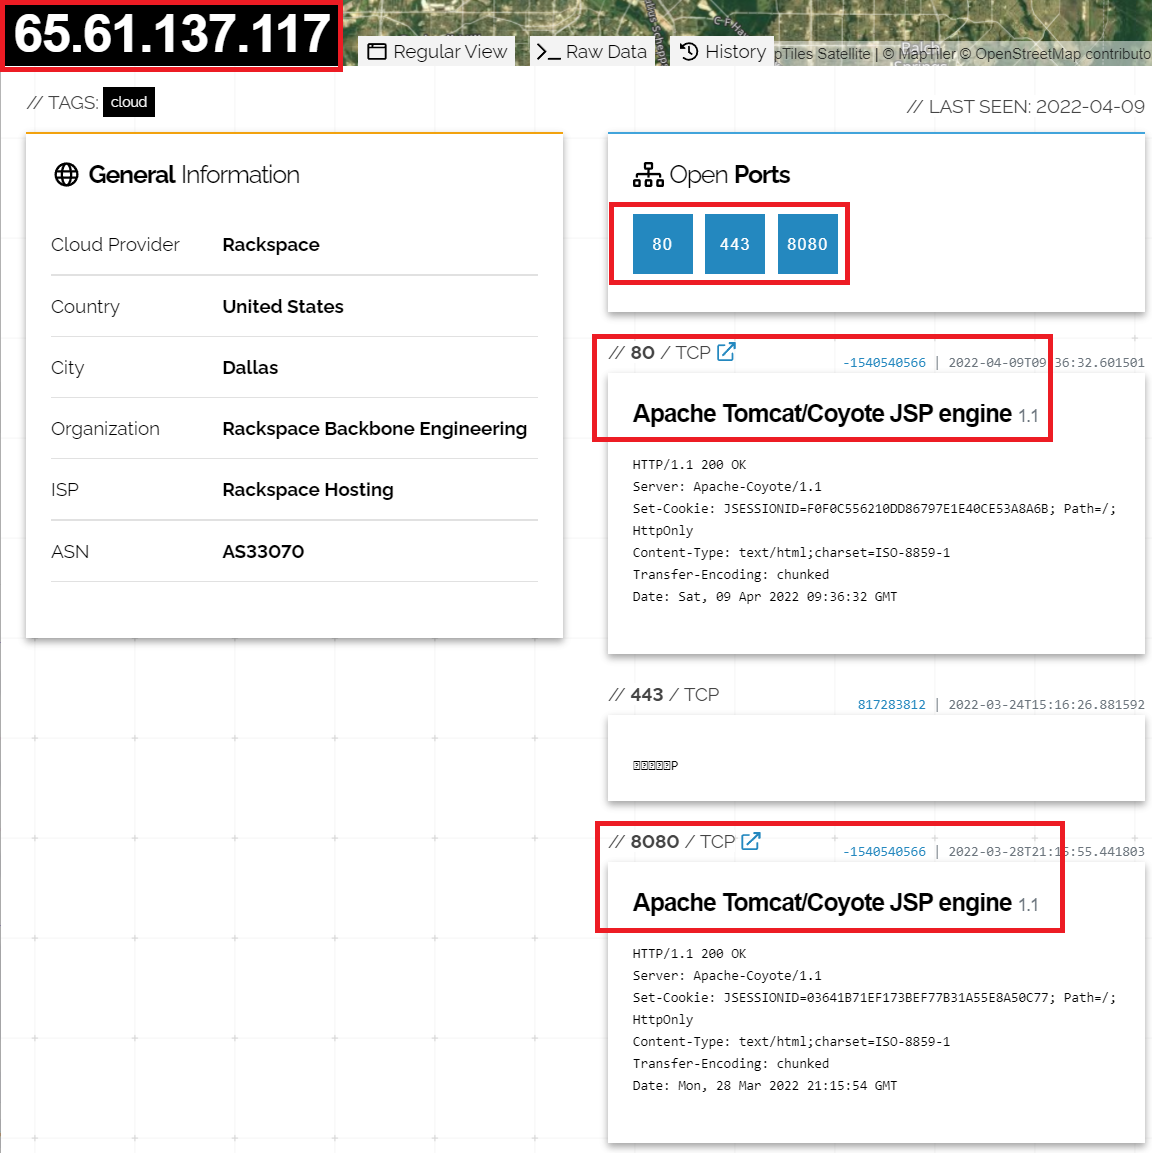 65.61.137.117
Regular View
Raw Data
History
pTiles Satellite | © MapTiler © OpenStreetMap contributo
// TAGS: cloud
// LAST SEEN: 2022-04-09
General Information
Cloud Provider Rackspace
Country United States
City Dallas
Organization Rackspace Backbone Engineering
ISP Rackspace Hosting
ASN AS33070
Open Ports
80 443 8080
// 80 / TCP
-1540540566 | 2022-04-09T09:36:32.601501
Apache Tomcat/Coyote JSP engine 1.1
HTTP/1.1 200 OK
Server: Apache-Coyote/1.1
Set-Cookie: JSESSIONID=F0F0C556210DD86797E1E40CE53A8A6B; Path=/;
HttpOnly
Content-Type: text/html;charset=ISO-8859-1
Transfer-Encoding: chunked
Date: Sat, 09 Apr 2022 09:36:32 GMT
// 443 / TCP
817283812 | 2022-03-24T15:16:26.881592
P
// 8080 / TCP
-1540540566 | 2022-03-28T21:15:55.441803
Apache Tomcat/Coyote JSP engine 1.1
HTTP/1.1 200 OK
Server: Apache-Coyote/1.1
Set-Cookie: JSESSIONID=03641B71EF173BEF77B31A55E8A50C77; Path=/;
HttpOnly
Content-Type: text/html;charset=ISO-8859-1
Transfer-Encoding: chunked
Date: Mon, 28 Mar 2022 21:15:54 GMT